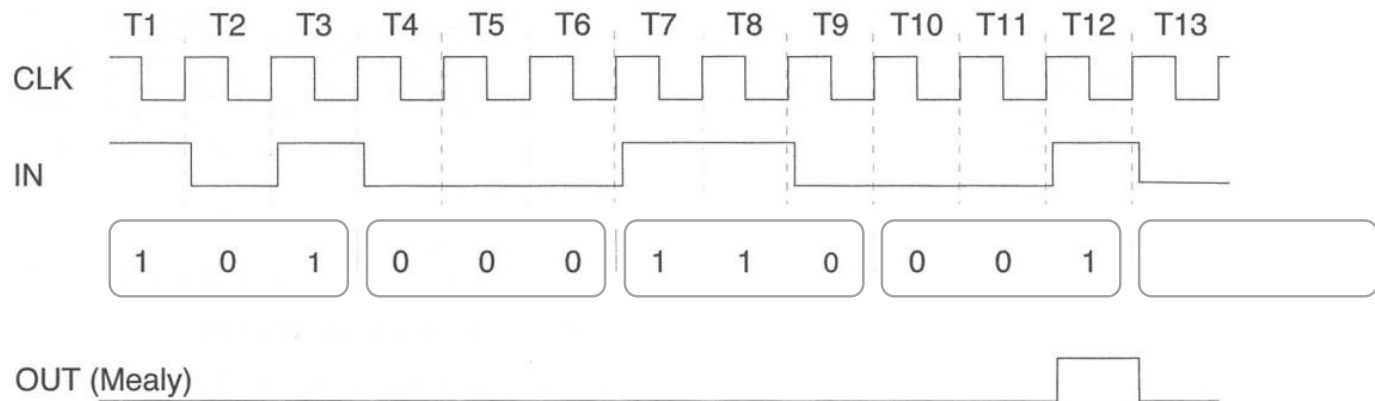 T1 T2 T3 T4 T5 T6 T7 T8 T9 T10 T11 T12 T13
CLK
IN
1 0 1 0 0 0 1 1 0 0 0 1
OUT (Mealy)